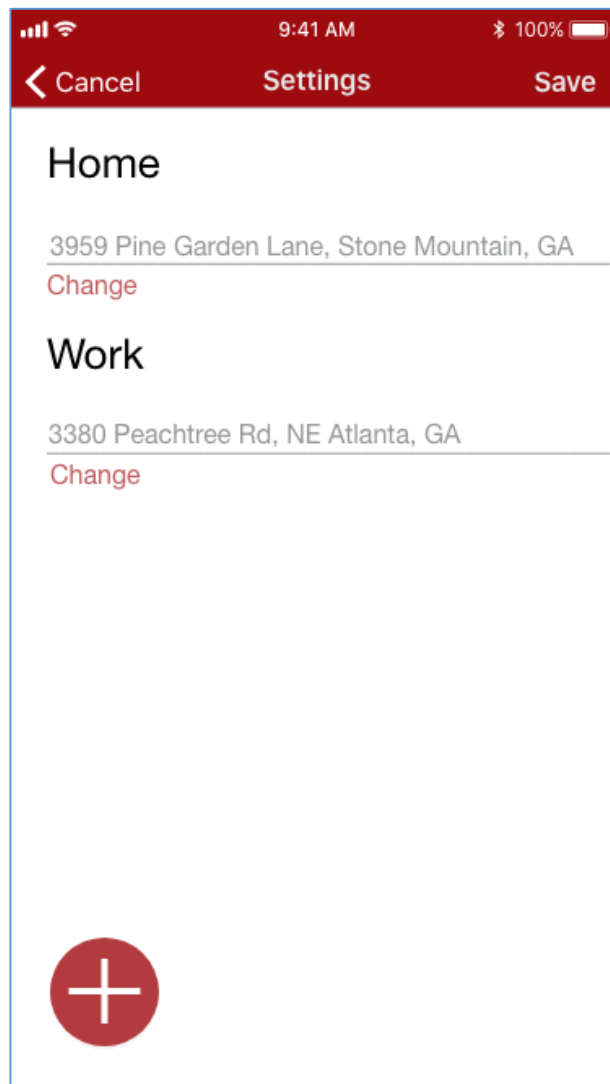 9:41 AM 100%
Cancel Settings Save
Home
3959 Pine Garden Lane, Stone Mountain, GA
Change
Work
3380 Peachtree Rd, NE Atlanta, GA
Change